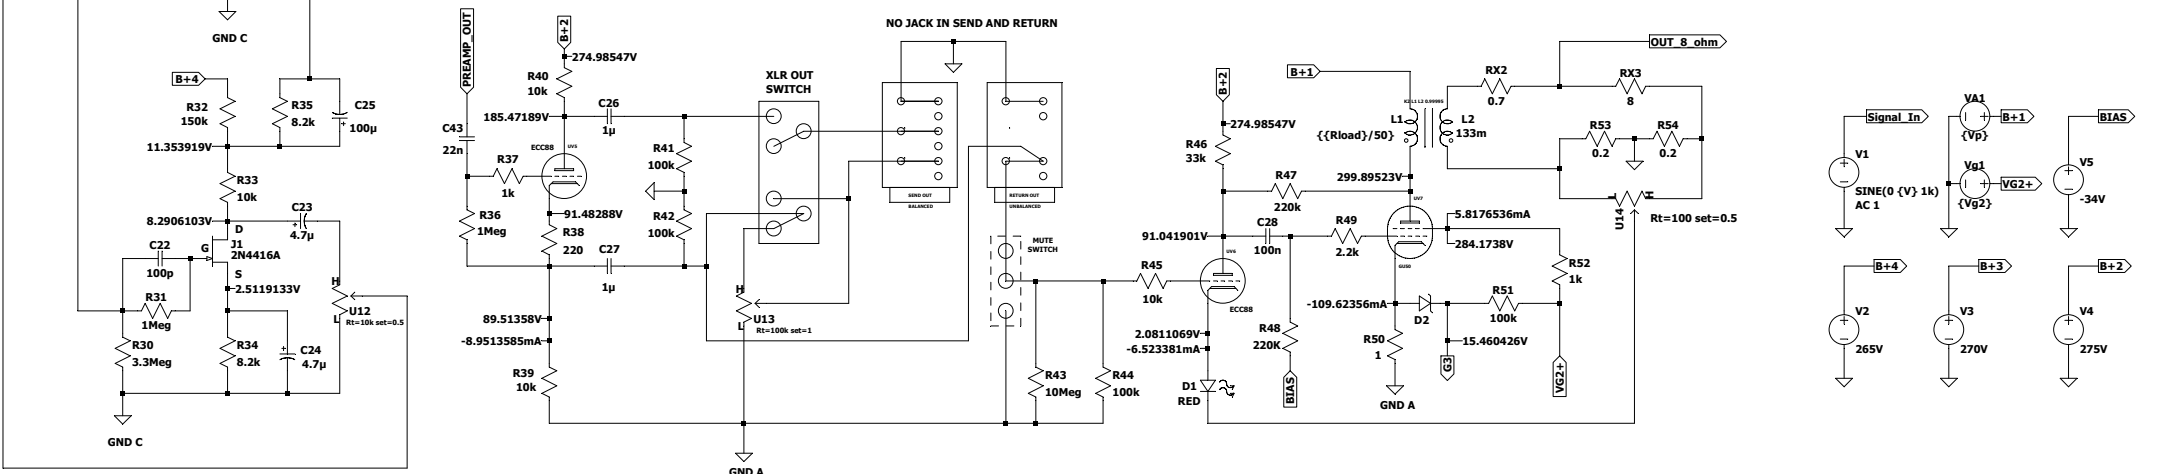 GND C
B+4
R32
150k
R35
8.2k
C25
100µ
11.353919V
R33
10k
8.2906103V
C23
4.7µ
D
J1
2N4416A
G
S
C22
100p
2.5119133V
R31
1Meg
H
L
U12
Rt=10k set=0.5
R30
3.3Meg
R34
8.2k
C24
4.7µ
GND C
PREAMP_OUT
B+2
274.98547V
R40
10k
185.47189V
C26
1µ
C43
22n
ECC88
UV5
R37
1k
R41
100k
R36
1Meg
91.48288V
R38
220
R42
100k
C27
1µ
89.51358V
-8.9513585mA
R39
10k
XLR OUT
SWITCH
H
L
U13
Rt=100k set=1
GND A
NO JACK IN SEND AND RETURN
SEND OUT
BALANCED
RETURN OUT
UNBALANCED
MUTE
SWITCH
R43
10Meg
R44
100k
R45
10k
B+2
274.98547V
R46
33k
91.041901V
UV6
ECC88
2.0811069V
-6.523381mA
D1
RED
B+1
K2 L1 L2 0.99995
L1
{{Rload}/50}
L2
133m
299.89523V
R47
220k
C28
100n
R49
2.2k
R48
220K
BIAS
UV7
GU50
5.8176536mA
284.1738V
-109.62356mA
D2
R50
1
GND A
R51
100k
15.460426V
G3
R52
1k
VG2+
RX2
0.7
OUT_8_ohm
RX3
8
R53
0.2
R54
0.2
L
H
U14
Rt=100 set=0.5
Signal_In
V1
SINE(0 {V} 1k)
AC 1
VA1
B+1
{Vp}
Vg1
VG2+
{Vg2}
BIAS
V5
-34V
B+4
V2
265V
B+3
V3
270V
B+2
V4
275V